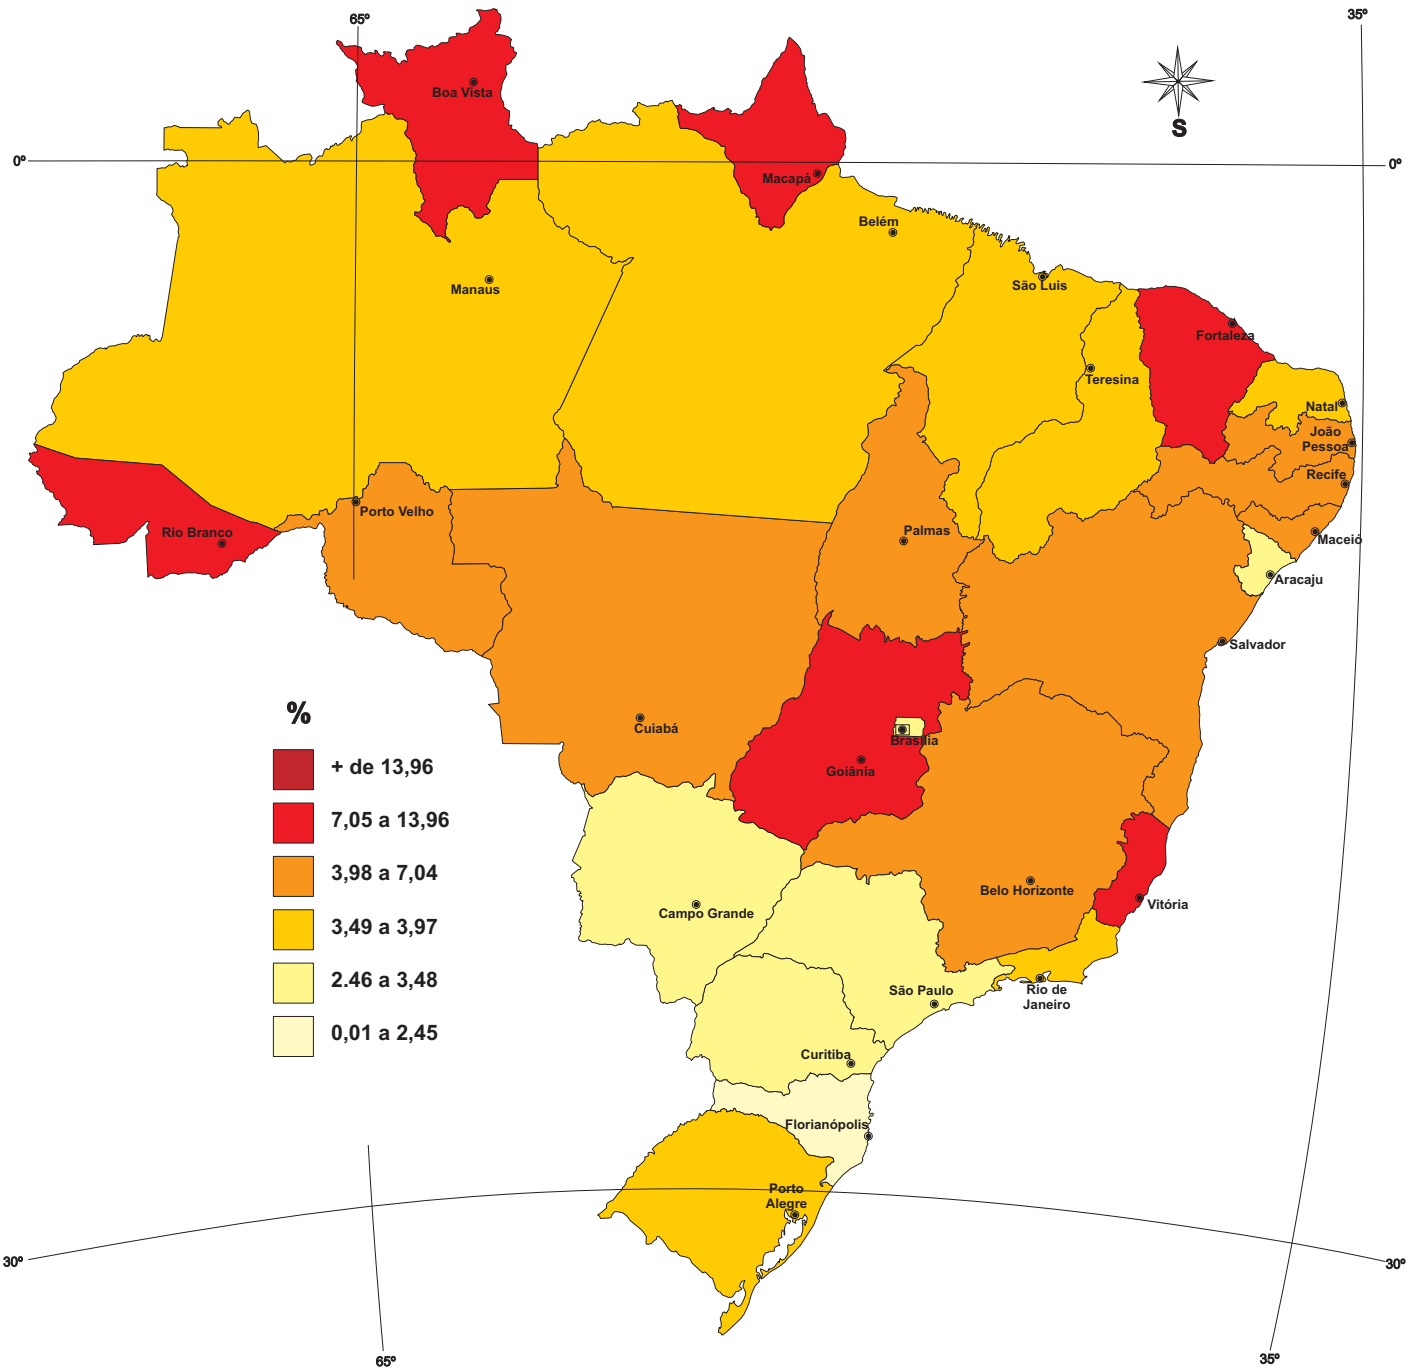 65º
35º
Boa Vista
S
0º
0º
Macapá
Belém
São Luis
Manaus
Fortaleza
Teresina
Natal
João
Pessoa
Recife
Porto Velho
Rio Branco
Palmas
Maceió
Aracaju
Salvador
%
Cuiabá
Brasília
Goiânia
+ de 13,96
7,05 a 13,96
3,98 a 7,04
3,49 a 3,97
2.46 a 3,48
0,01 a 2,45
Belo Horizonte
Vitória
Campo Grande
São Paulo
Rio de
Janeiro
Curitiba
Florianópolis
Porto
Alegre
30º
30º
65º
35º